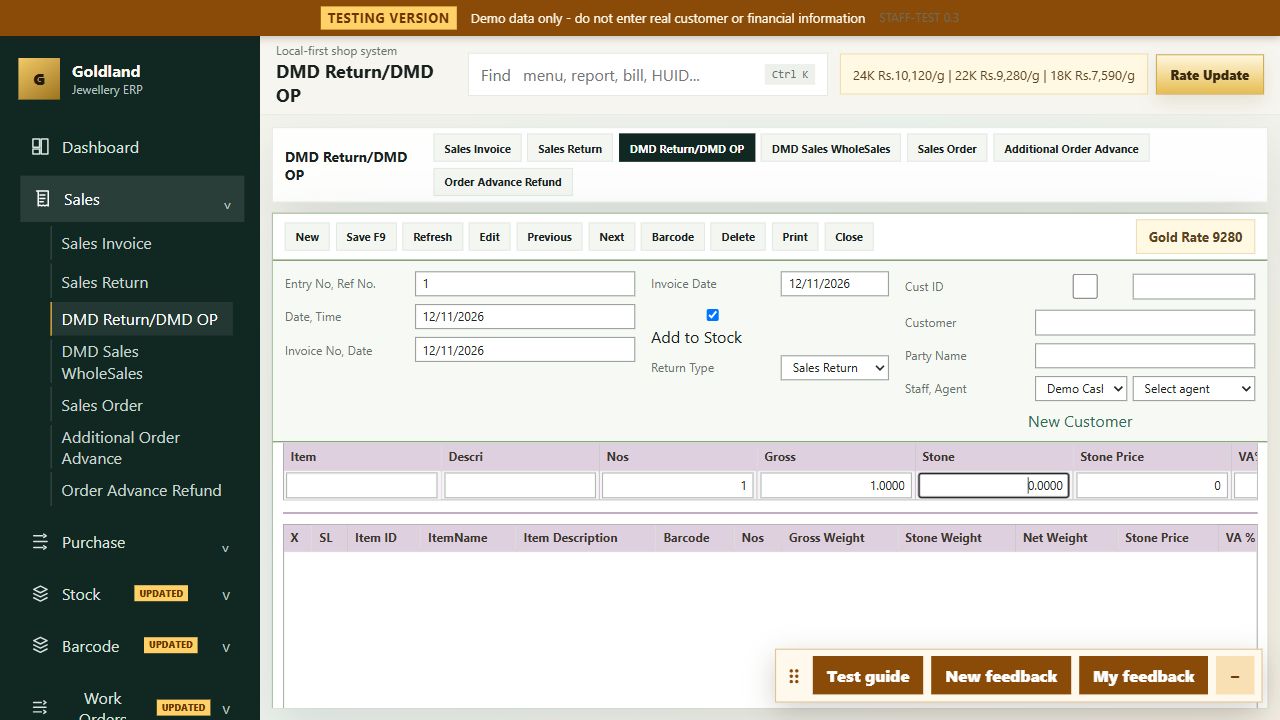 TESTING VERSION Demo data only - do not enter real customer or financial information STAFF-TEST 0.3
G Goldland
Jewellery ERP
Dashboard
Sales v
Sales Invoice
Sales Return
DMD Return/DMD OP
DMD Sales
WholeSales
Sales Order
Additional Order
Advance
Order Advance Refund
Purchase v
Stock UPDATED v
Barcode UPDATED v
Work
Orders UPDATED v
Local-first shop system
DMD Return/DMD
OP
Find menu, report, bill, HUID... Ctrl K
24K Rs.10,120/g | 22K Rs.9,280/g | 18K Rs.7,590/g
Rate Update
DMD Return/DMD
OP
Sales Invoice Sales Return DMD Return/DMD OP DMD Sales WholeSales Sales Order Additional Order Advance
Order Advance Refund
New Save F9 Refresh Edit Previous Next Barcode Delete Print Close Gold Rate 9280
Entry No, Ref No. 1
Date, Time 12/11/2026
Invoice No, Date 12/11/2026
Invoice Date 12/11/2026
Add to Stock
Return Type Sales Return
Cust ID
Customer
Party Name
Staff, Agent Demo Cash Select agent
New Customer
Item Descri Nos Gross Stone Stone Price VA%
1 1.0000 0.0000 0
X SL Item ID ItemName Item Description Barcode Nos Gross Weight Stone Weight Net Weight Stone Price VA %
Test guide New feedback My feedback –